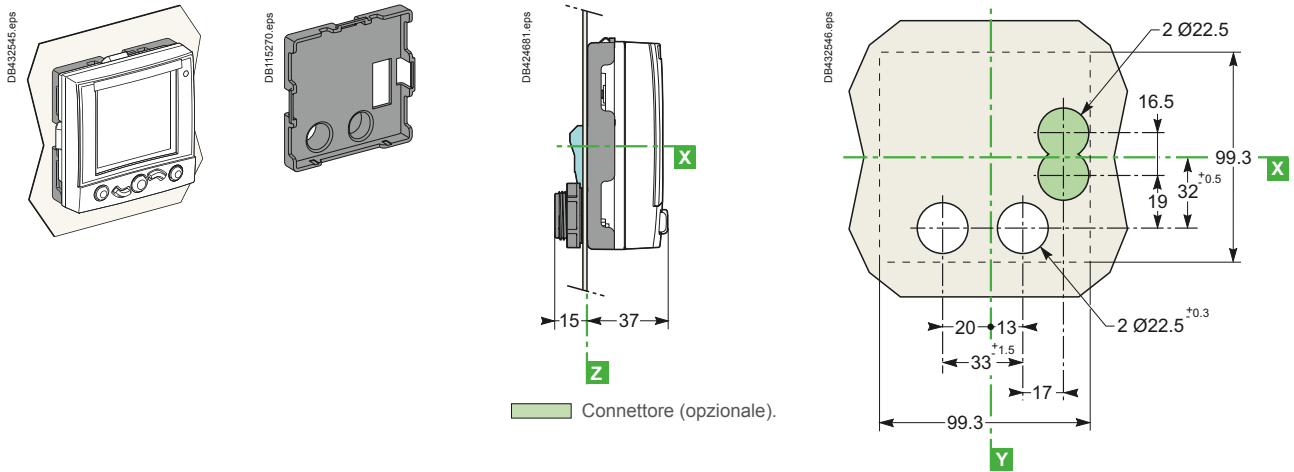 DB432545.eps
DB115270.eps
DB424681.eps
X
15
37
Z
Connettore (opzionale).
DB432546.eps
2 Ø22.5
16.5
99.3
X
32 +0.5
-
19
20
13
2 Ø22.5 +0.3
-
33 +1.5
-
17
99.3
Y